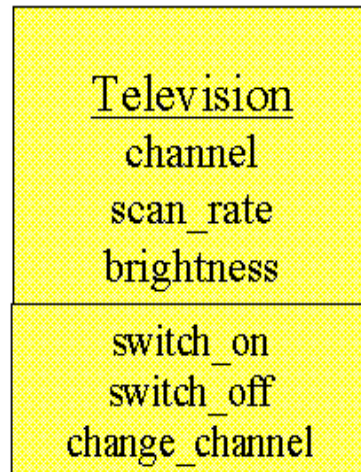 Television
channel
scan_rate
brightness
switch_on
switch_off
change_channel